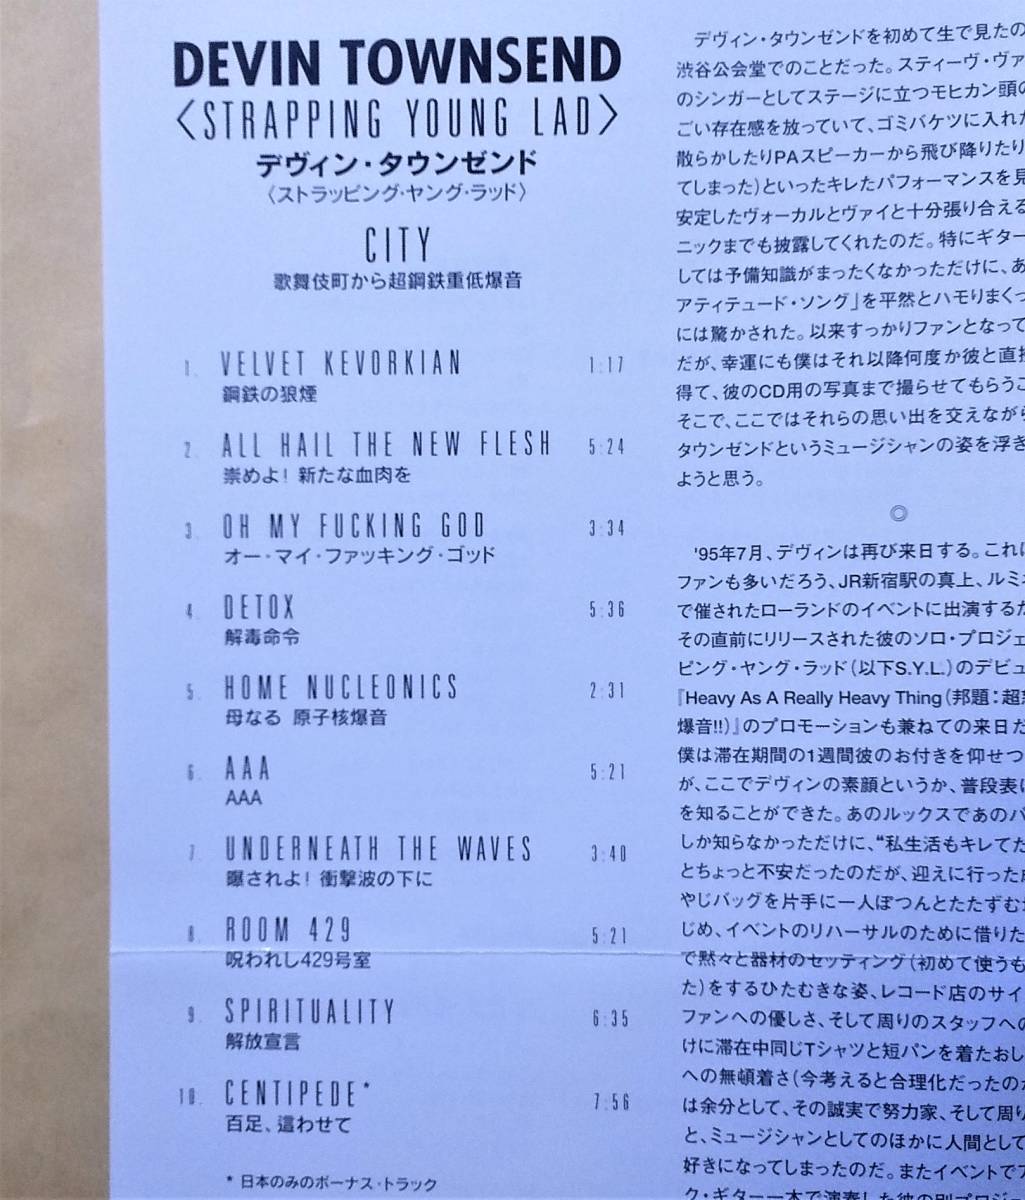 DEVIN TOWNSEND
〈STRAPPING YOUNG LAD〉
デヴィン・タウンゼンド
〈ストラッピング・ヤング・ラッド〉
CITY
歌舞伎町から超鋼鉄重低爆音
1. VELVET KEVORKIAN 1:17
鋼鉄の狼煙
2. ALL HAIL THE NEW FLESH 5:24
崇めよ! 新たな血肉を
3. OH MY FUCKING GOD 3:34
オー・マイ・ファッキング・ゴッド
4. DETOX 5:36
解毒命令
5. HOME NUCLEONICS 2:31
母なる 原子核爆音
6. AAA 5:21
AAA
7. UNDERNEATH THE WAVES 3:40
曝されよ! 衝撃波の下に
8. ROOM 429 5:21
呪われし429号室
9. SPIRITUALITY 6:35
解放宣言
10. CENTIPEDE* 7:56
百足、這わせて
* 日本のみのボーナス・トラック
デヴィン・タウンゼンドを初めて生で見たの
渋谷公会堂でのことだった。スティーヴ・ヴァ
のシンガーとしてステージに立つモヒカン頭の
ごい存在感を放っていて、ゴミバケツに入れた
散らかしたりPAスピーカーから飛び降りたり
てしまった)といったキレたパフォーマンスを見
安定したヴォーカルとヴァイと十分張り合える
ニックまでも披露してくれたのだ。特にギター
しては予備知識がまったくなかっただけに、あ
アティテュード・ソング」を平然とハモりまくっ
には驚かされた。以来すっかりファンとなって
だが、幸運にも僕はそれ以降何度か彼と直接
得て、彼のCD用の写真まで撮らせてもらうこ
そこで、ここではそれらの思い出を交えながら
タウンゼンドというミュージシャンの姿を浮き
ようと思う。
◎
'95年7月、デヴィンは再び来日する。これは
ファンも多いだろう、JR新宿駅の真上、ルミネ
で催されたローランドのイベントに出演するた
その直前にリリースされた彼のソロ・プロジェ
ピング・ヤング・ラッド(以下S.Y.L.)のデビュ
『Heavy As A Really Heavy Thing(邦題:超
爆音!!)』のプロモーションも兼ねての来日だ
僕は滞在期間の1週間彼のお付きを仰せつ
が、ここでデヴィンの素顔というか、普段表に
を知ることができた。あのルックスであのパ
しか知らなかっただけに、“私生活もキレてた
とちょっと不安だったのだが、迎えに行った
やじバッグを片手に一人ぽつんとたたずむ
じめ、イベントのリハーサルのために借りた
で黙々と器材のセッティング(初めて使うも
た)をするひたむきな姿、レコード店のサイ
ファンへの優しさ、そして周りのスタッフへの
けに滞在中同じTシャツと短パンを着たおし
への無頓着さ(今考えると合理化だったのか
は余分として、その誠実で努力家、そして周り
と、ミュージシャンとしてのほかに人間として
好きになってしまったのだ。またイベントでア
ク・ギター一本で演奏した彼の別プロジ